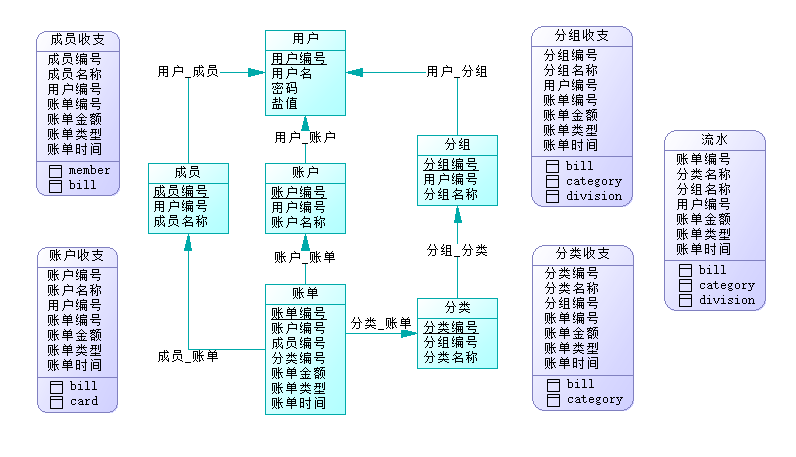 成员收支
成员编号
成员名称
用户编号
账单编号
账单金额
账单类型
账单时间
member
bill
账户收支
账户编号
账户名称
用户编号
账单编号
账单金额
账单类型
账单时间
bill
card
用户
用户编号
用户名
密码
盐值
用户_成员
用户_分组
用户_账户
成员
成员编号
用户编号
成员名称
账户
账户编号
用户编号
账户名称
分组
分组编号
用户编号
分组名称
账户_账单
分组_分类
账单
账单编号
账户编号
成员编号
分类编号
账单金额
账单类型
账单时间
成员_账单
分类_账单
分类
分类编号
分组编号
分类名称
分组收支
分组编号
分组名称
用户编号
账单编号
账单金额
账单类型
账单时间
bill
category
division
分类收支
分类编号
分类名称
分组编号
账单编号
账单金额
账单类型
账单时间
bill
category
流水
账单编号
分类名称
分组名称
用户编号
账单金额
账单类型
账单时间
bill
category
division